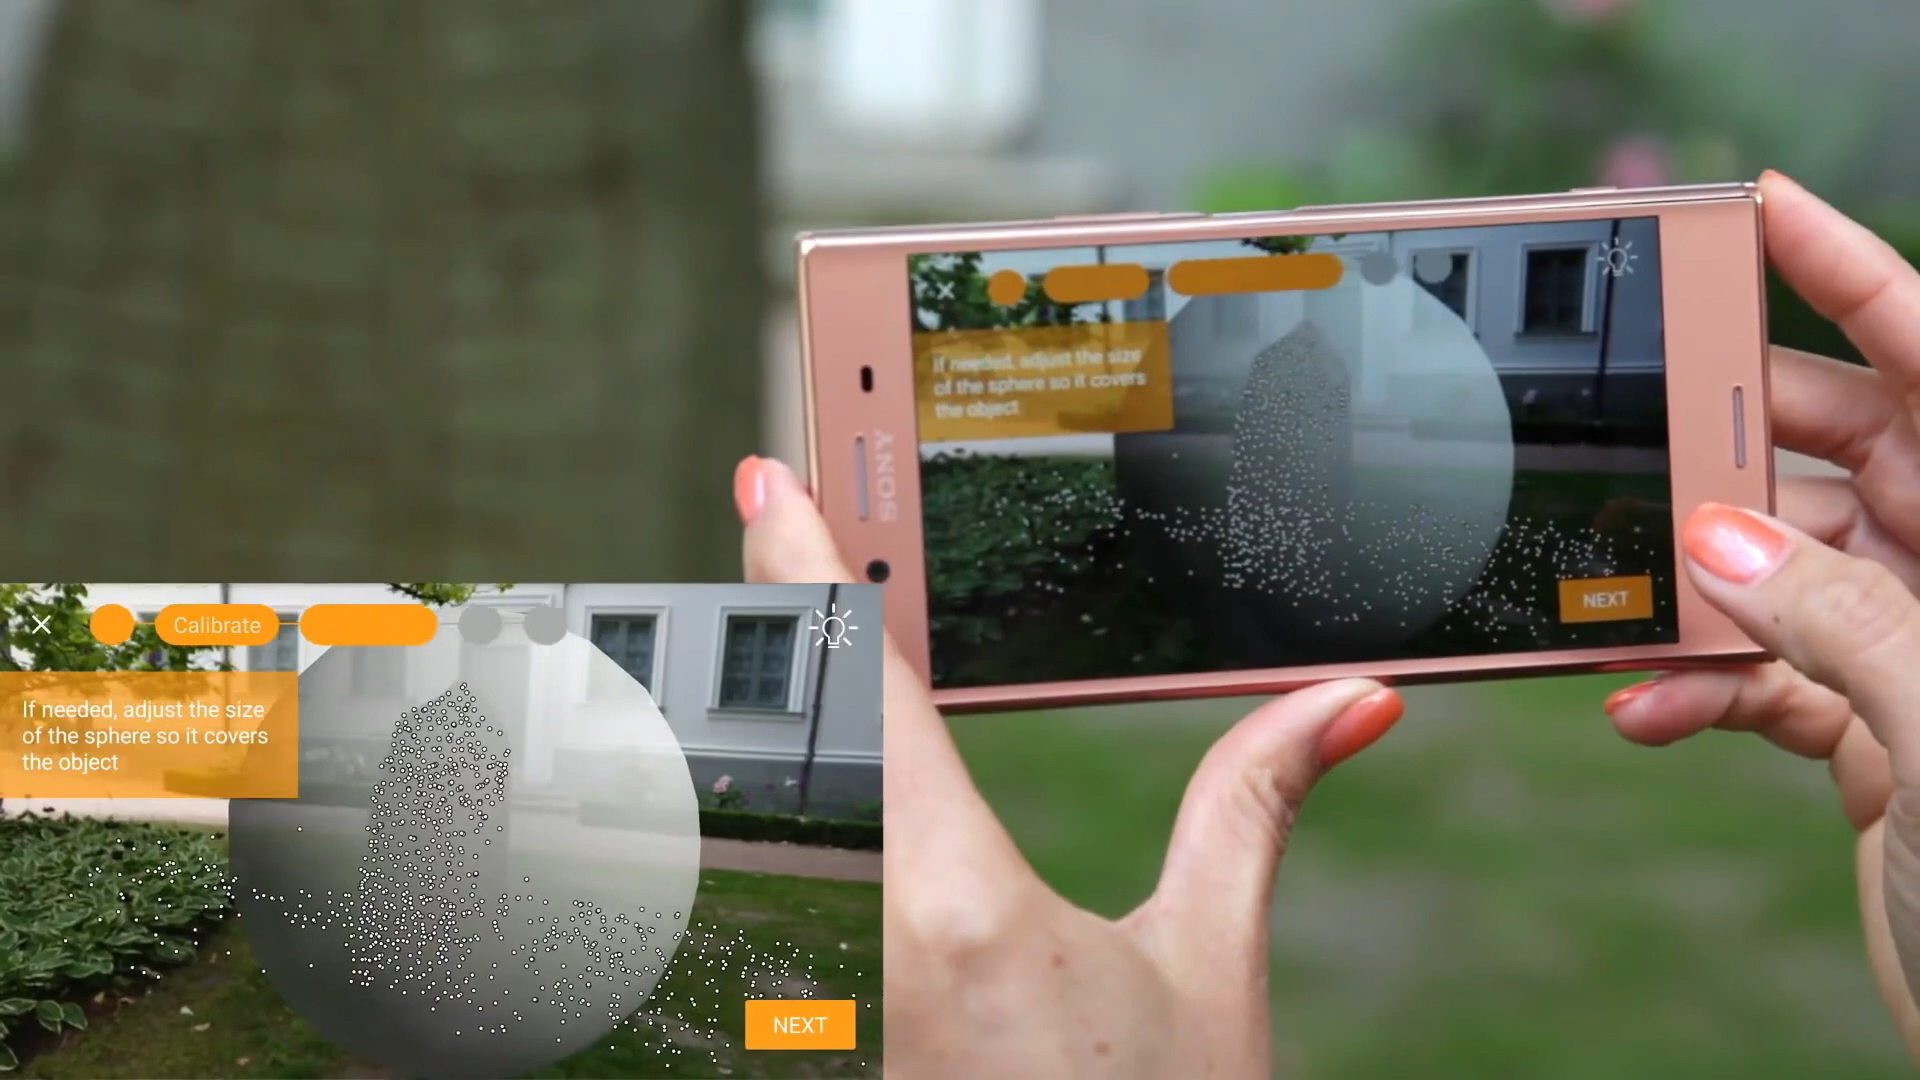 SONY
If needed, adjust the size
of the sphere so it covers
the object
NEXT
Calibrate
If needed, adjust the size
of the sphere so it covers
the object
NEXT